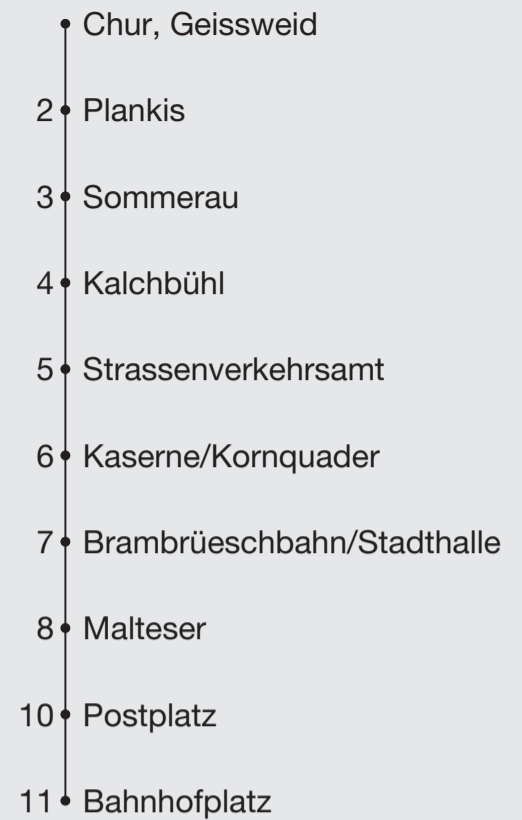 Chur, Geissweid
2 Plankis
3 Sommerau
4 Kalchbühl
5 Strassenverkehrsamt
6 Kaserne/Kornquader
7 Brambrüeschbahn/Stadthalle
8 Malteser
10 Postplatz
11 Bahnhofplatz